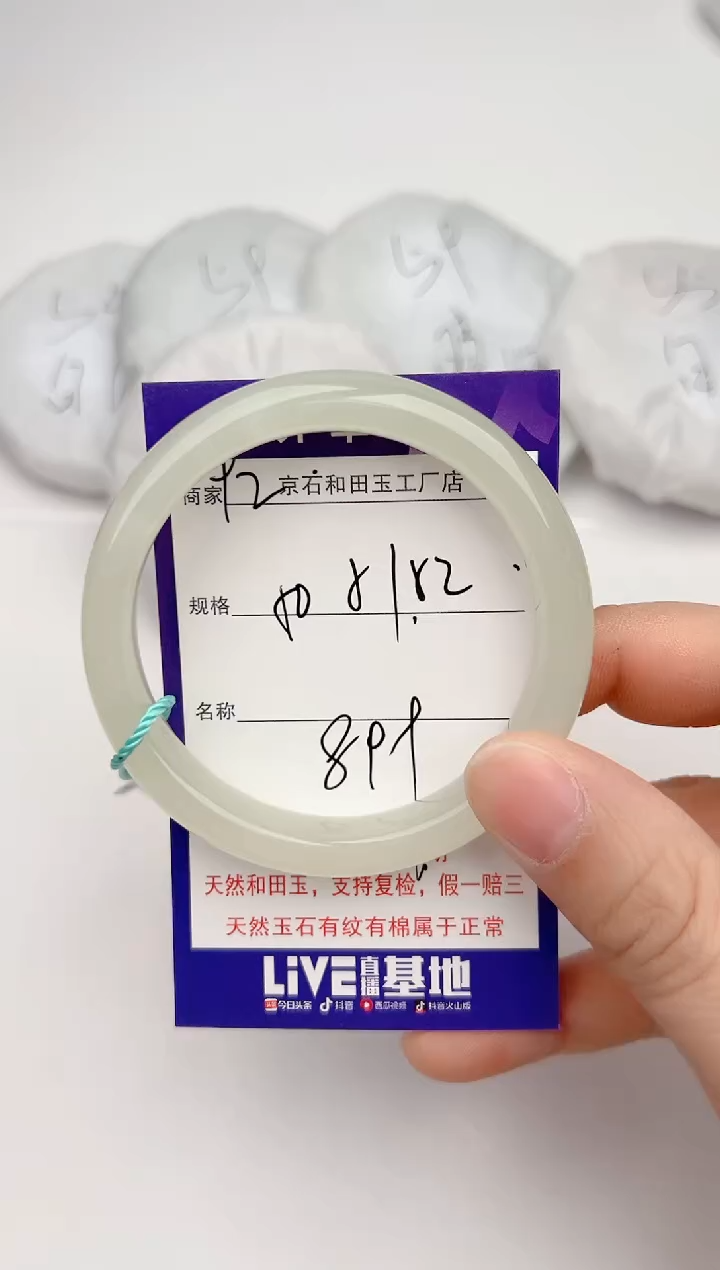 商家 京石和田玉工厂店
规格
名称
891
天然和田玉，支持复检，假一赔三
天然玉石有纹有棉属于正常
LiVE直播基地
今日头条 抖音 西瓜视频 抖音火山版